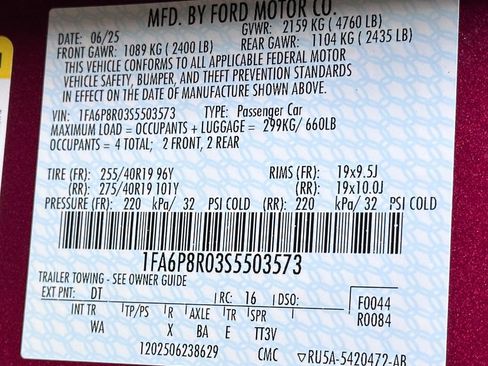 MFD. BY FORD MOTOR CO.
DATE: 06/25 GVWR: 2159 KG ( 4760 LB)
FRONT GAWR: 1089 KG ( 2400 LB) REAR GAWR: 1104 KG ( 2435 LB)
THIS VEHICLE CONFORMS TO ALL APPLICABLE FEDERAL MOTOR
VEHICLE SAFETY, BUMPER, AND THEFT PREVENTION STANDARDS
IN EFFECT ON THE DATE OF MANUFACTURE SHOWN ABOVE.
VIN: 1FA6P8R03S5503573 TYPE: Passenger Car
MAXIMUM LOAD = OCCUPANTS + LUGGAGE = 299KG/ 660LB
OCCUPANTS = 4 TOTAL; 2 FRONT, 2 REAR
TIRE (FR): 255/40R19 96Y RIMS (FR): 19x9.5J
(RR): 275/40R19 101Y (RR): 19x10.0J
PRESSURE (FR): 220 kPa/ 32 PSI COLD (RR): 220 kPa/ 32 PSI COLD
1FA6P8R03S5503573
TRAILER TOWING - SEE OWNER GUIDE
EXT PNT: DT RC: 16 DSO: F0044
INT TR TP/PS R AXLE TR SPR R0084
WA X BA E TT3V
1202506238629 CMC ▽RU5A-5420472-AB